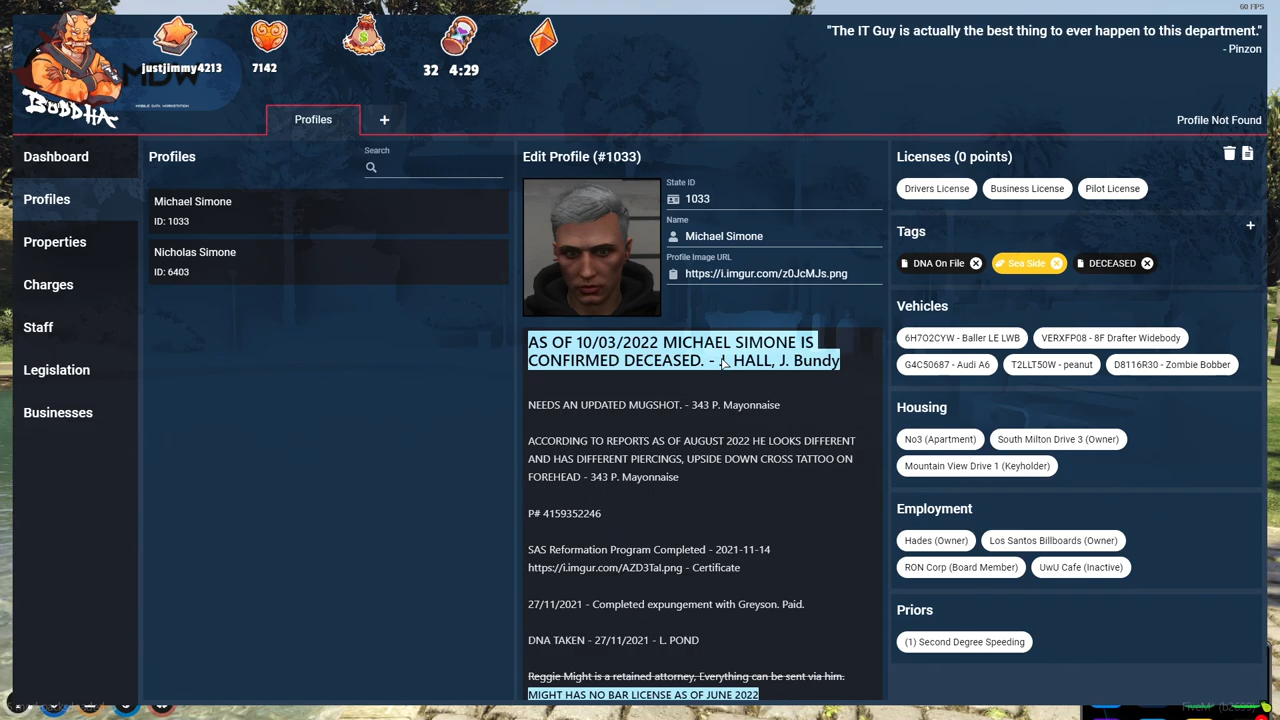 60 FPS
"The IT Guy is actually the best thing to ever happen to this department."
- Pinzon
justjimmy4213
7142
32 4:29
MDW
MOBILE DATA WORKSTATION
BUDDHA
Profiles
+
Profile Not Found
Dashboard
Profiles
Properties
Charges
Staff
Legislation
Businesses
Profiles
Search
Michael Simone
ID: 1033
Nicholas Simone
ID: 6403
Edit Profile (#1033)
State ID
1033
Name
Michael Simone
Profile Image URL
https://i.imgur.com/z0JcMJs.png
AS OF 10/03/2022 MICHAEL SIMONE IS
CONFIRMED DECEASED. - J. HALL, J. Bundy
NEEDS AN UPDATED MUGSHOT. - 343 P. Mayonnaise
ACCORDING TO REPORTS AS OF AUGUST 2022 HE LOOKS DIFFERENT
AND HAS DIFFERENT PIERCINGS, UPSIDE DOWN CROSS TATTOO ON
FOREHEAD - 343 P. Mayonnaise
P# 4159352246
SAS Reformation Program Completed - 2021-11-14
https://i.imgur.com/AZD3TaI.png - Certificate
27/11/2021 - Completed expungement with Greyson. Paid.
DNA TAKEN - 27/11/2021 - L. POND
Reggie Might is a retained attorney, Everything can be sent via him.
MIGHT HAS NO BAR LICENSE AS OF JUNE 2022
Licenses (0 points)
Drivers License
Business License
Pilot License
Tags
+
DNA On File
Sea Side
DECEASED
Vehicles
6H7O2CYW - Baller LE LWB
VERXFP08 - 8F Drafter Widebody
G4C50687 - Audi A6
T2LLT50W - peanut
D8116R30 - Zombie Bobber
Housing
No3 (Apartment)
South Milton Drive 3 (Owner)
Mountain View Drive 1 (Keyholder)
Employment
Hades (Owner)
Los Santos Billboards (Owner)
RON Corp (Board Member)
UwU Cafe (Inactive)
Priors
(1) Second Degree Speeding